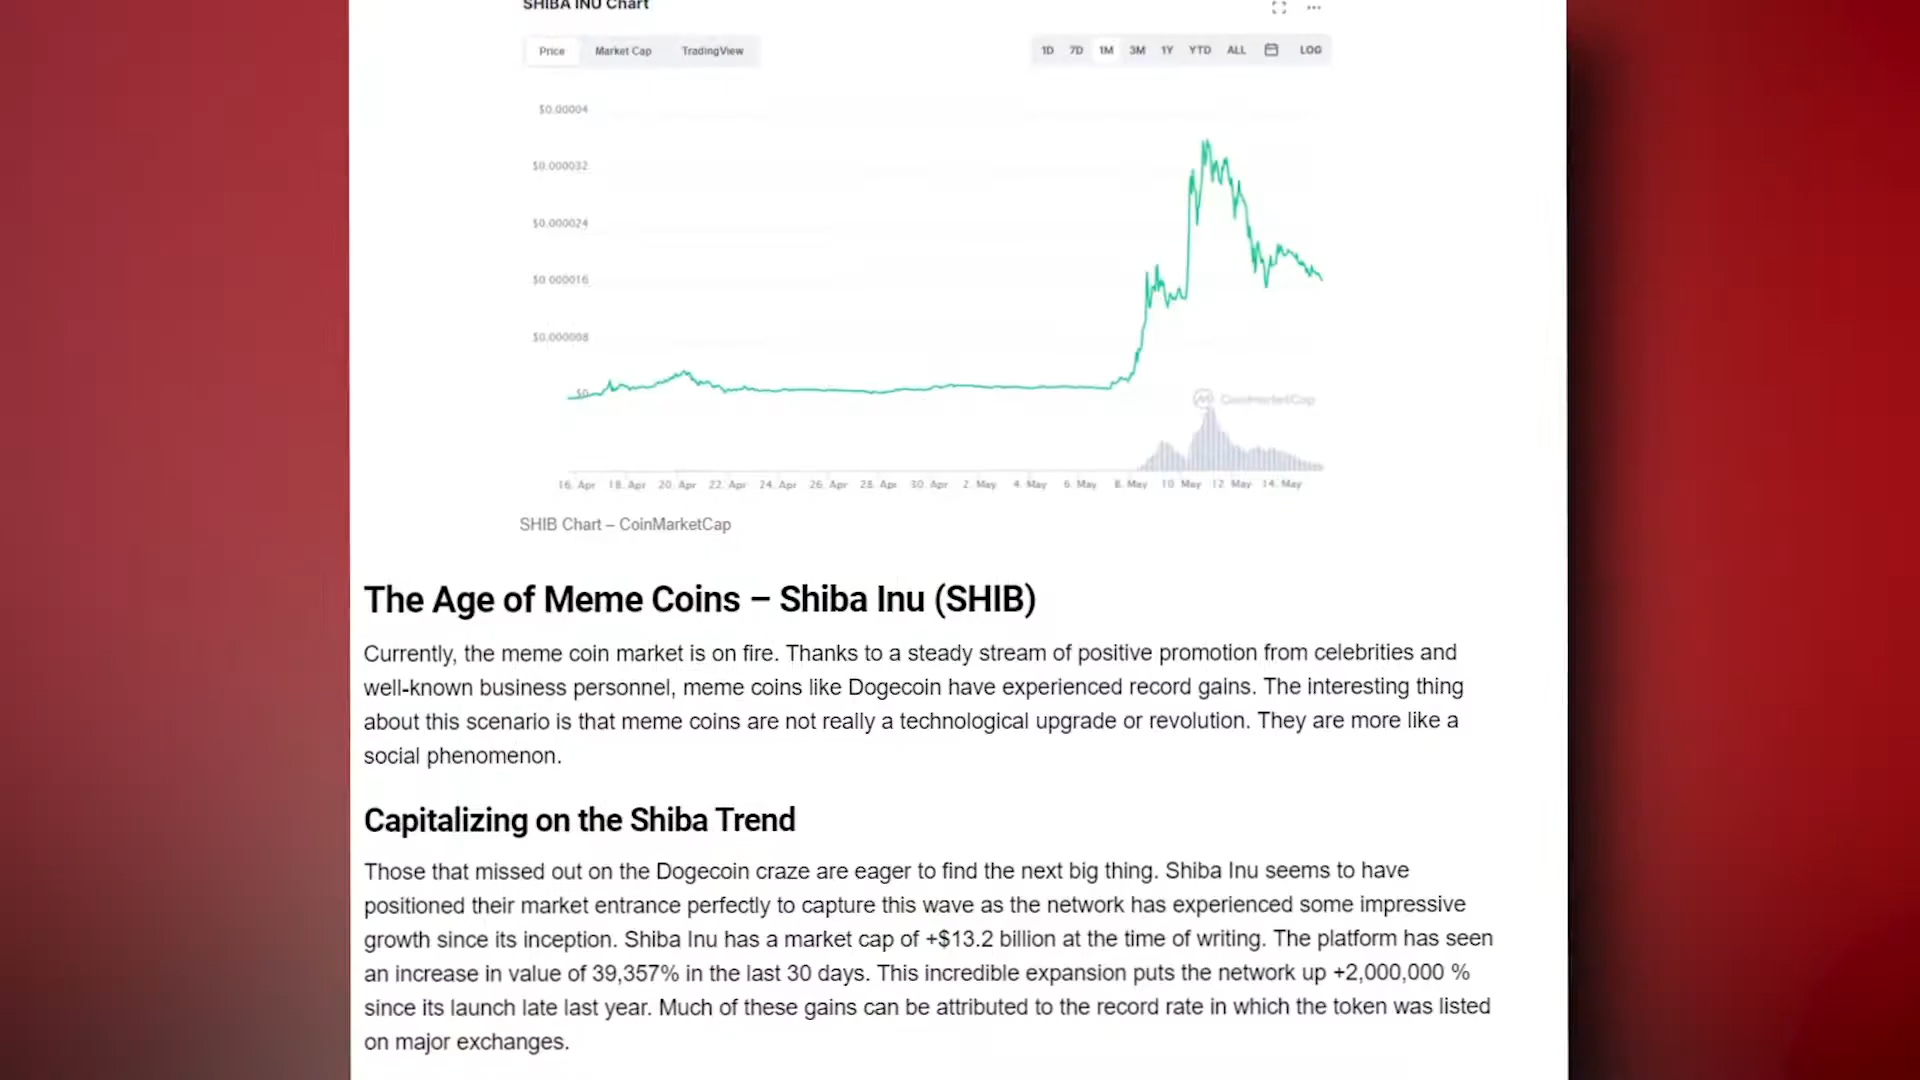 SHIBA INU Chart
Price Market Cap TradingView
1D 7D 1M 3M 1Y YTD ALL LOG
$0.00004
$0.000032
$0.000024
$0.000016
$0.000008
$0
CoinMarketCap
16. Apr 18. Apr 20. Apr 22. Apr 24. Apr 26. Apr 28. Apr 30. Apr 2. May 4. May 6. May 8. May 10. May 12. May 14. May
SHIB Chart – CoinMarketCap
The Age of Meme Coins – Shiba Inu (SHIB)
Currently, the meme coin market is on fire. Thanks to a steady stream of positive promotion from celebrities and
well-known business personnel, meme coins like Dogecoin have experienced record gains. The interesting thing
about this scenario is that meme coins are not really a technological upgrade or revolution. They are more like a
social phenomenon.
Capitalizing on the Shiba Trend
Those that missed out on the Dogecoin craze are eager to find the next big thing. Shiba Inu seems to have
positioned their market entrance perfectly to capture this wave as the network has experienced some impressive
growth since its inception. Shiba Inu has a market cap of +$13.2 billion at the time of writing. The platform has seen
an increase in value of 39,357% in the last 30 days. This incredible expansion puts the network up +2,000,000 %
since its launch late last year. Much of these gains can be attributed to the record rate in which the token was listed
on major exchanges.